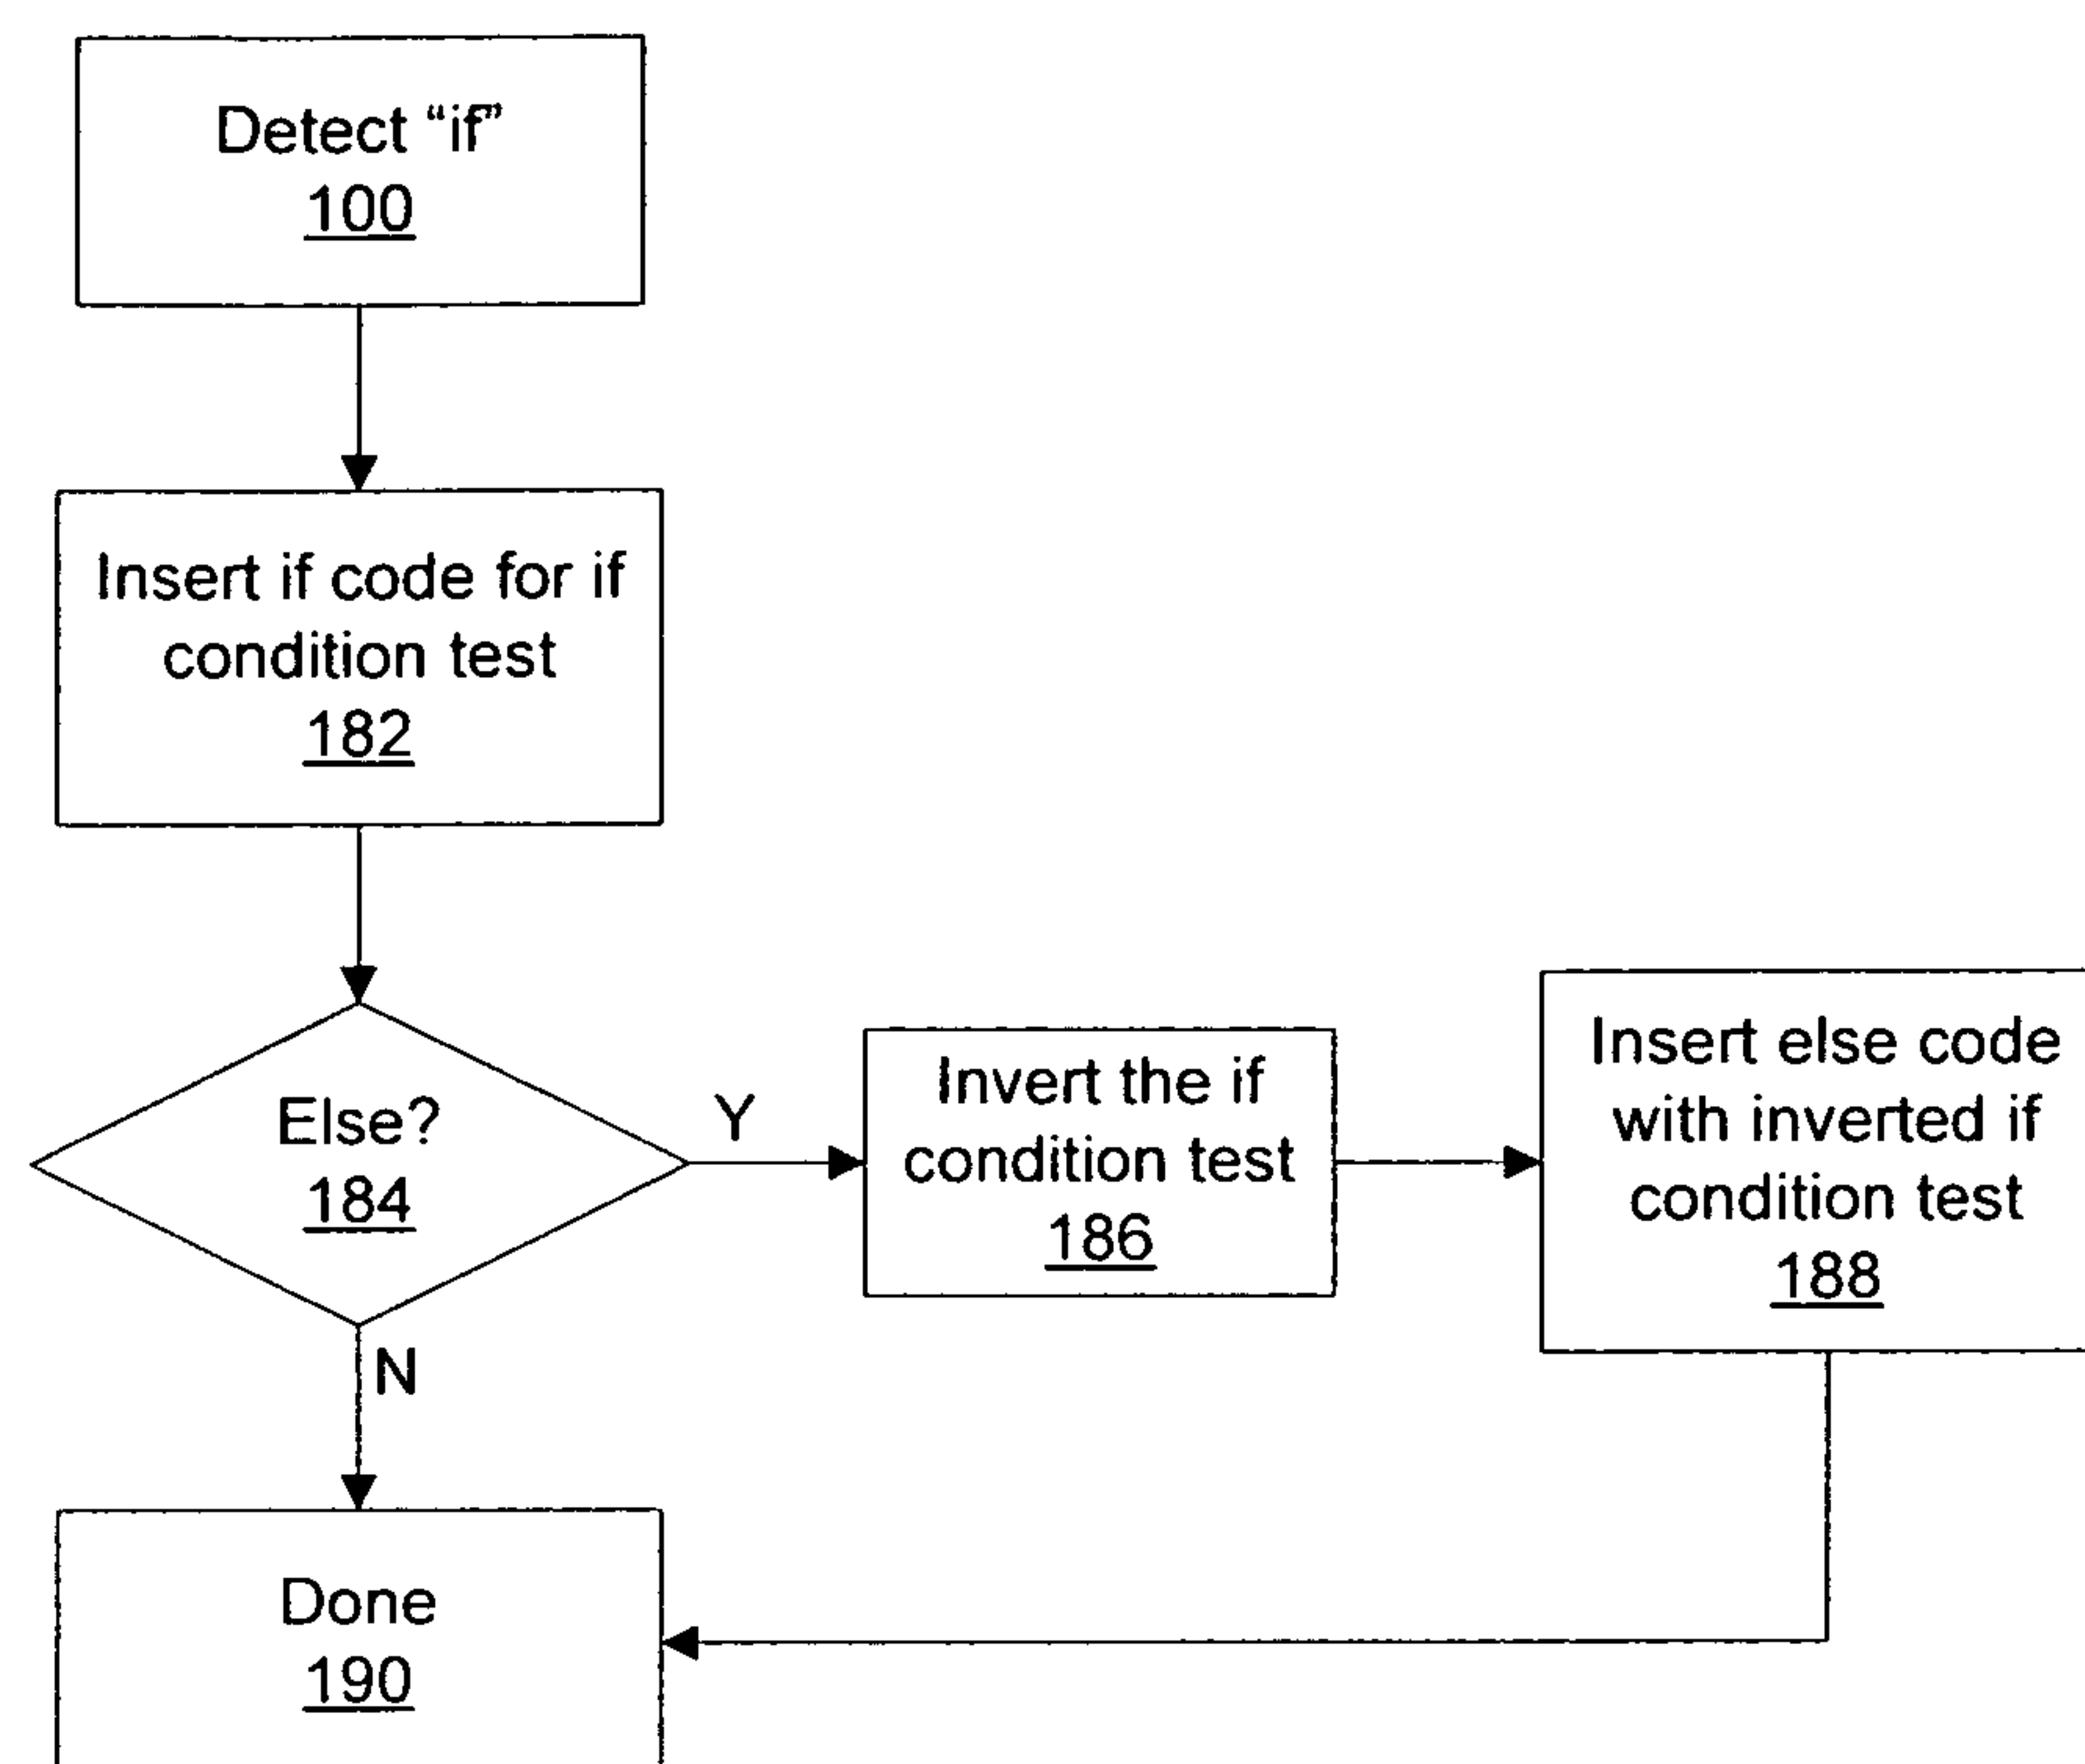 Detect “if”
100
Insert if code for if
condition test
182
Else?
184
Y
N
Invert the if
condition test
186
Insert else code
with inverted if
condition test
188
Done
190